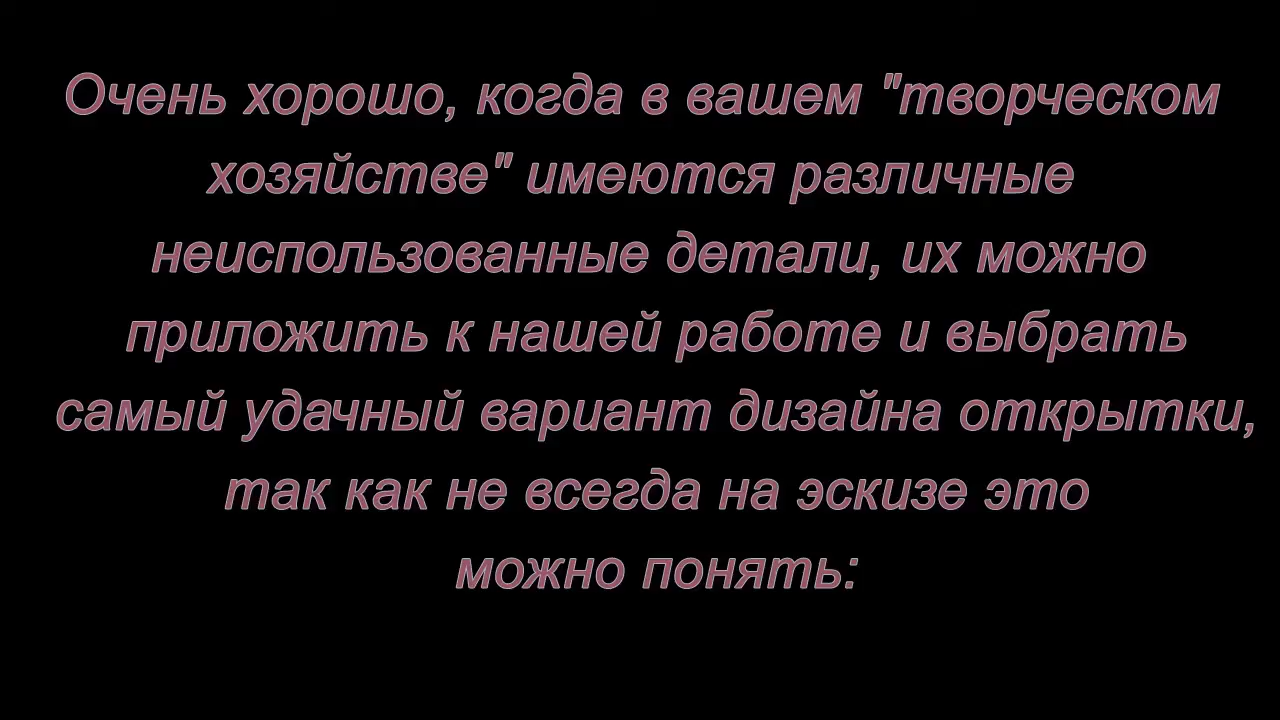 Очень хорошо, когда в вашем "творческом
хозяйстве" имеются различные
неиспользованные детали, их можно
приложить к нашей работе и выбрать
самый удачный вариант дизайна открытки,
так как не всегда на эскизе это
можно понять: